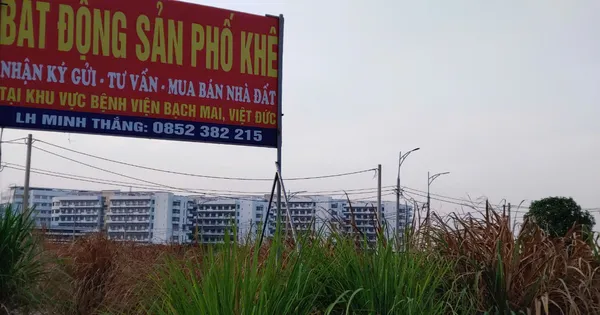 BẤT ĐỘNG SẢN PHỐ KHÊ
NHẬN KÝ GỬI - TƯ VẤN - MUA BÁN NHÀ ĐẤT
TẠI KHU VỰC BỆNH VIỆN BẠCH MAI, VIỆT ĐỨC
LH MINH THẮNG: 0852 382 215